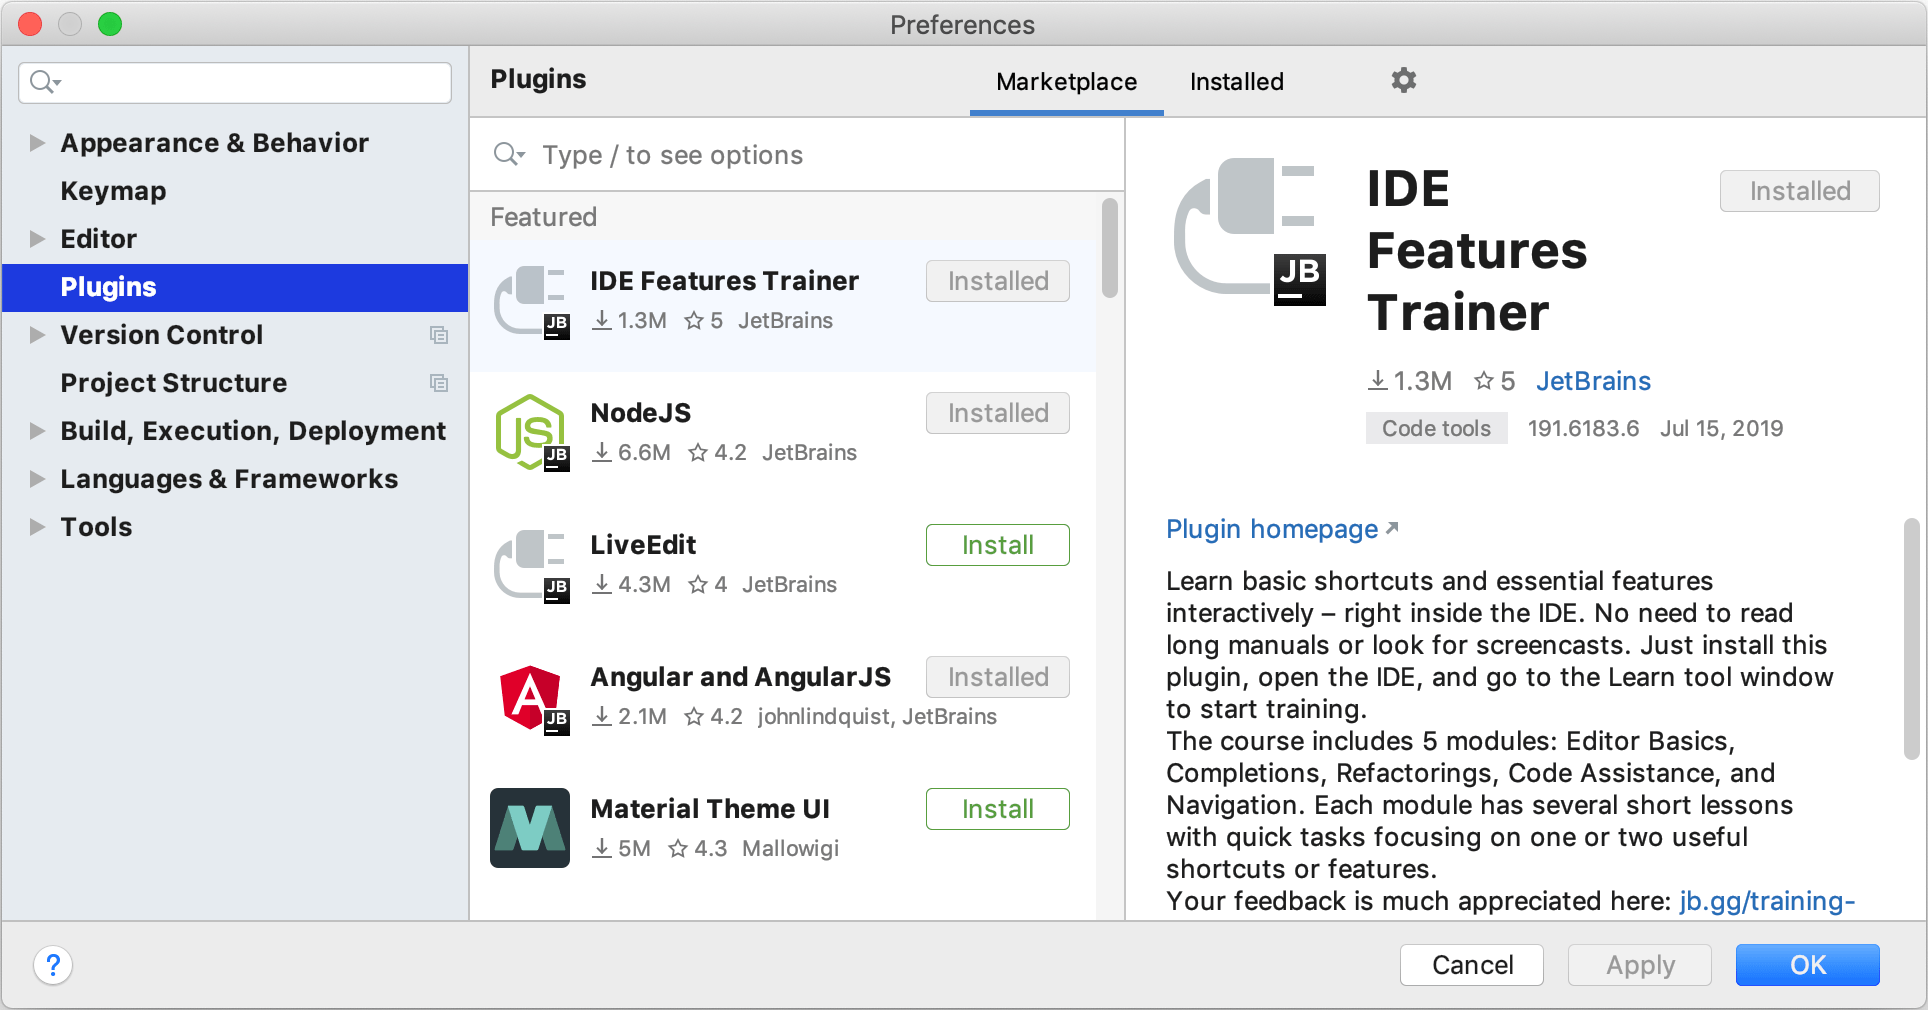 Preferences
Appearance & Behavior
Keymap
Editor
Plugins
Version Control
Project Structure
Build, Execution, Deployment
Languages & Frameworks
Tools
Plugins
Marketplace
Installed
Type / to see options
Featured
IDE Features Trainer
Installed
1.3M 5 JetBrains
JB
NodeJS
Installed
6.6M 4.2 JetBrains
JS
JB
LiveEdit
Install
4.3M 4 JetBrains
JB
Angular and AngularJS
Installed
2.1M 4.2 johnlindquist, JetBrains
A
JB
Material Theme UI
Install
5M 4.3 Mallowigi
M
JB
IDE
Features
Trainer
Installed
1.3M 5 JetBrains
Code tools 191.6183.6 Jul 15, 2019
Plugin homepage
Learn basic shortcuts and essential features
interactively – right inside the IDE. No need to read
long manuals or look for screencasts. Just install this
plugin, open the IDE, and go to the Learn tool window
to start training.
The course includes 5 modules: Editor Basics,
Completions, Refactorings, Code Assistance, and
Navigation. Each module has several short lessons
with quick tasks focusing on one or two useful
shortcuts or features.
Your feedback is much appreciated here: jb.gg/training-
?
Cancel
Apply
OK